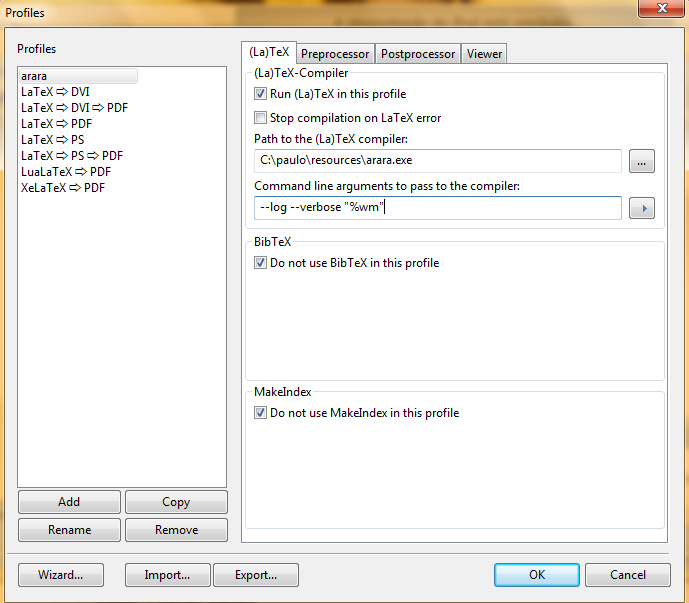 Profiles
Profiles
arara
LaTeX ⇨ DVI
LaTeX ⇨ DVI ⇨ PDF
LaTeX ⇨ PDF
LaTeX ⇨ PS
LaTeX ⇨ PS ⇨ PDF
LuaLaTeX ⇨ PDF
XeLaTeX ⇨ PDF
Add
Copy
Rename
Remove
(La)TeX
Preprocessor
Postprocessor
Viewer
(La)TeX-Compiler
Run (La)TeX in this profile
Stop compilation on LaTeX error
Path to the (La)TeX compiler:
C:\paulo\resources\arara.exe
...
Command line arguments to pass to the compiler:
--log --verbose "%wm"
BibTeX
Do not use BibTeX in this profile
MakeIndex
Do not use MakeIndex in this profile
Wizard...
Import...
Export...
OK
Cancel